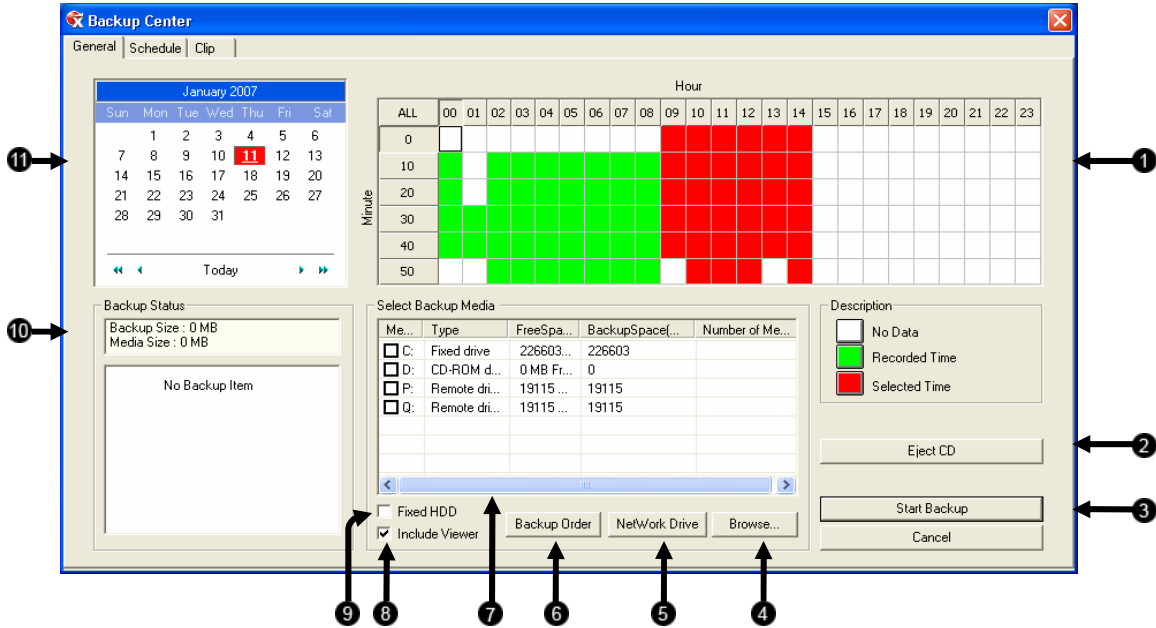 Backup Center
General Schedule Clip
January 2007
Sun Mon Tue Wed Thu Fri Sat
1 2 3 4 5 6
7 8 9 10 11 12 13
14 15 16 17 18 19 20
21 22 23 24 25 26 27
28 29 30 31
Today
Hour
ALL 00 01 02 03 04 05 06 07 08 09 10 11 12 13 14 15 16 17 18 19 20 21 22 23
Minute
0
10
20
30
40
50
Backup Status
Backup Size : 0 MB
Media Size : 0 MB
No Backup Item
Select Backup Media
Me... Type FreeSpa... BackupSpace(... Number of Me...
C: Fixed drive 226603... 226603
D: CD-ROM d... 0 MB Fr... 0
P: Remote dri... 19115 ... 19115
Q: Remote dri... 19115 ... 19115
Fixed HDD
Include Viewer
Backup Order
NetWork Drive
Browse...
Description
No Data
Recorded Time
Selected Time
Eject CD
Start Backup
Cancel
1
2
3
4
5
6
7
8
9
10
11